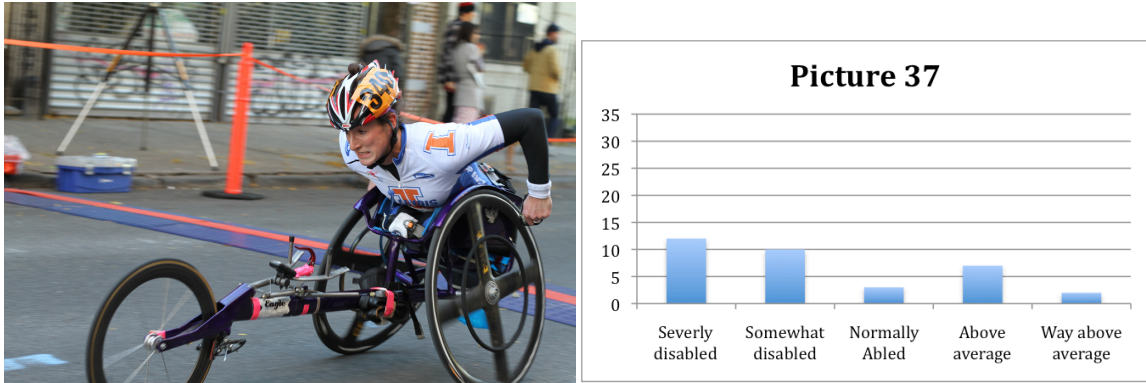 I
Eagle
Picture 37
35
30
25
20
15
10
5
0
Severly
disabled
Somewhat
disabled
Normally
Abled
Above
average
Way above
average